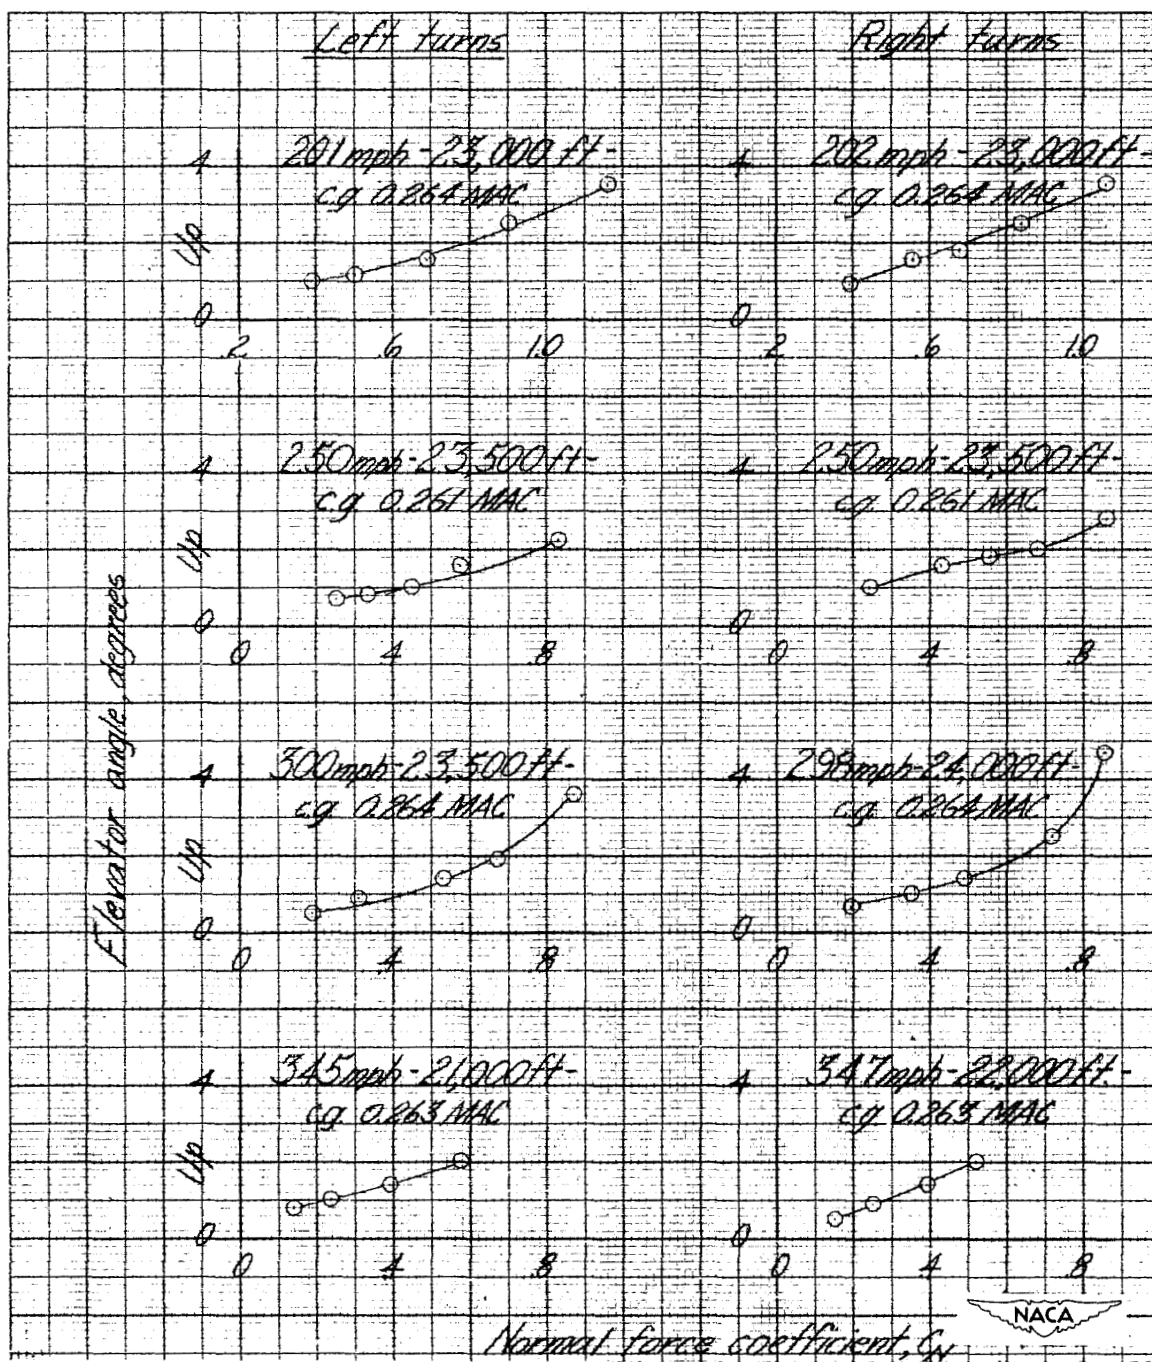 Left turns
Right turns
201 mph - 23,000 ft -
c.g. 0.264 MAC
4
Up
0
.2 .6 1.0
202 mph - 23,000 ft -
c.g. 0.264 MAC
4
0
.2 .6 1.0
250 mph - 23,500 ft -
c.g. 0.261 MAC
4
Up
0
0 .4 .8
250 mph - 23,500 ft -
c.g. 0.261 MAC
4
0
0 .4 .8
Elevator angle, degrees
300 mph - 23,500 ft -
c.g. 0.264 MAC
4
Up
0
0 .4 .8
298 mph - 24,000 ft -
c.g. 0.264 MAC
4
0
0 .4 .8
345 mph - 21,000 ft -
c.g. 0.263 MAC
4
Up
0
0 .4 .8
347 mph - 22,000 ft. -
c.g. 0.263 MAC
4
0
0 .4 .8
NACA
Normal force coefficient, CN